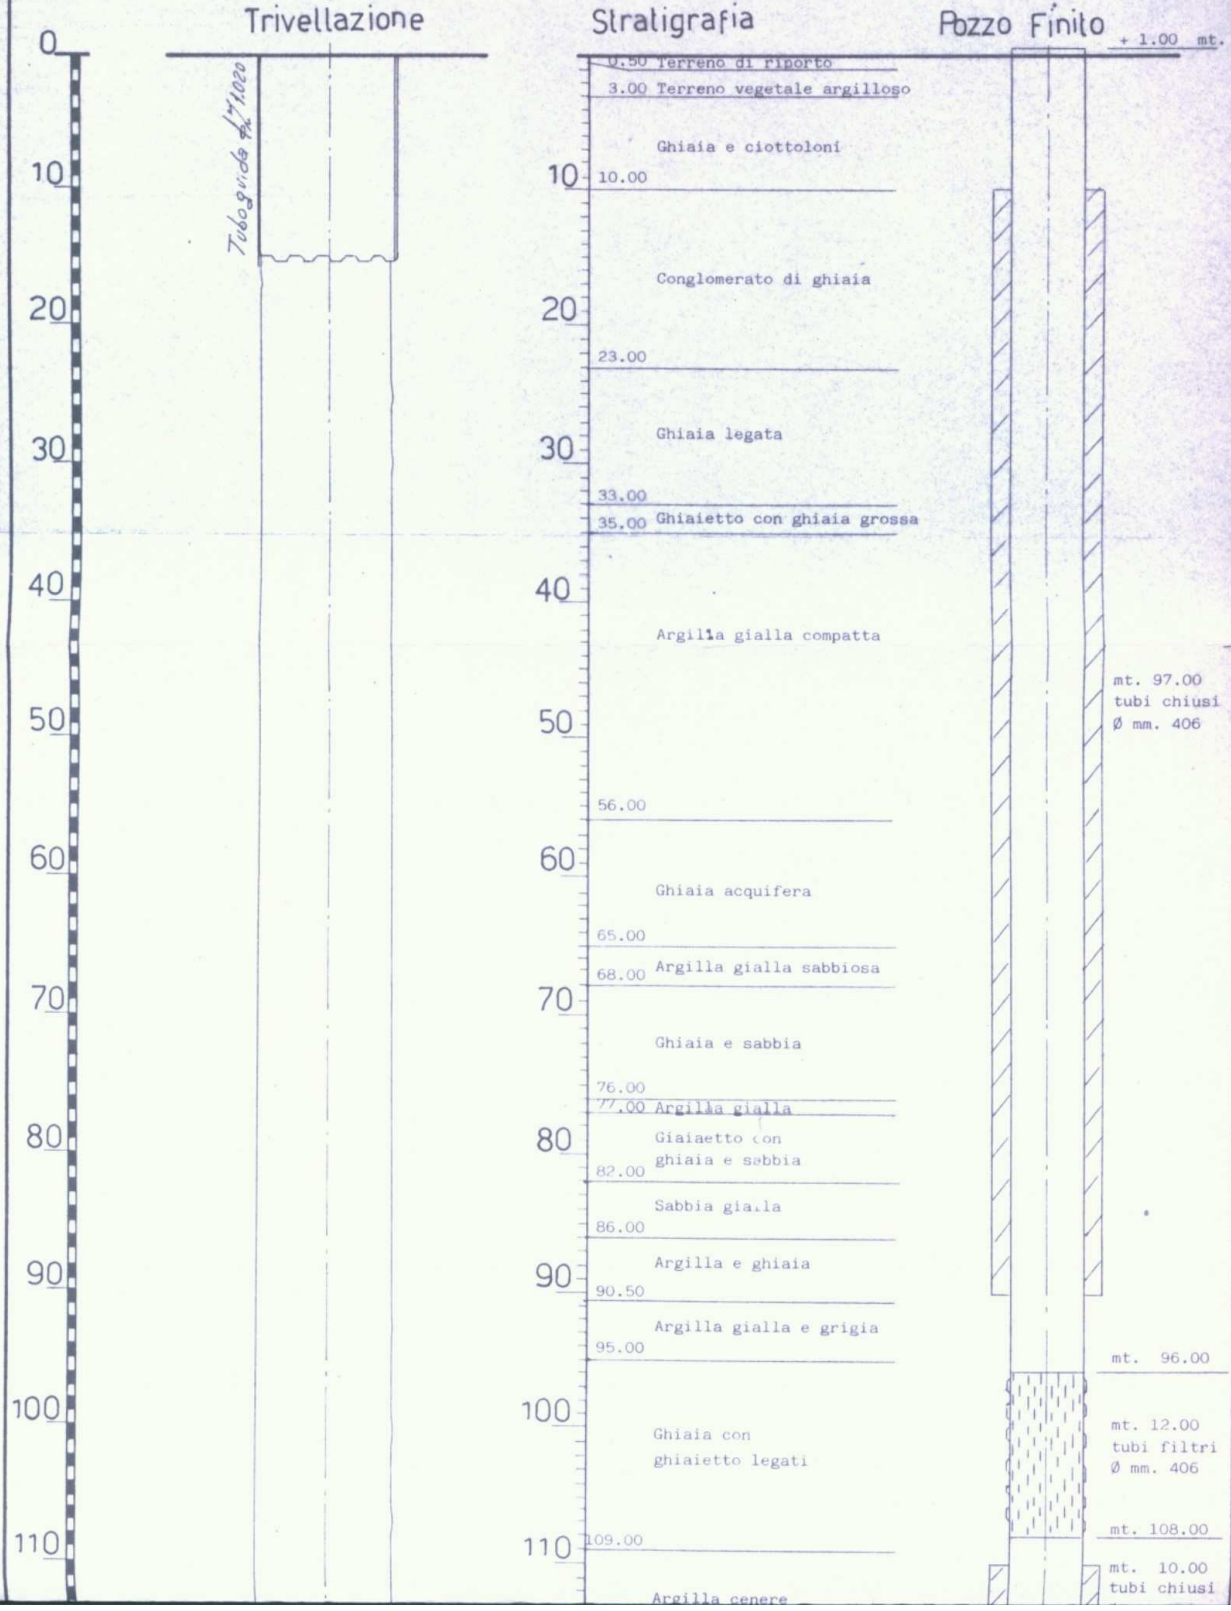 Trivellazione
Stratigrafia
Pozzo Finito
+ 1.00 mt.
0
10
20
30
40
50
60
70
80
90
100
110
Tubo guida
1.020
10
20
30
40
50
60
70
80
90
100
110
0.50 Terreno di riporto
3.00 Terreno vegetale argilloso
Ghiaia e ciottoloni
10.00
Conglomerato di ghiaia
23.00
Ghiaia legata
33.00
35.00 Ghiaietto con ghiaia grossa
Argilla gialla compatta
56.00
Ghiaia acquifera
65.00
68.00 Argilla gialla sabbiosa
Ghiaia e sabbia
76.00
77.00 Argilla gialla
Giaiaetto con
ghiaia e sabbia
82.00
Sabbia gialla
86.00
Argilla e ghiaia
90.50
Argilla gialla e grigia
95.00
Ghiaia con
ghiaietto legati
109.00
Argilla cenere
mt. 97.00
tubi chiusi
Ø mm. 406
mt. 96.00
mt. 12.00
tubi filtri
Ø mm. 406
mt. 108.00
mt. 10.00
tubi chiusi